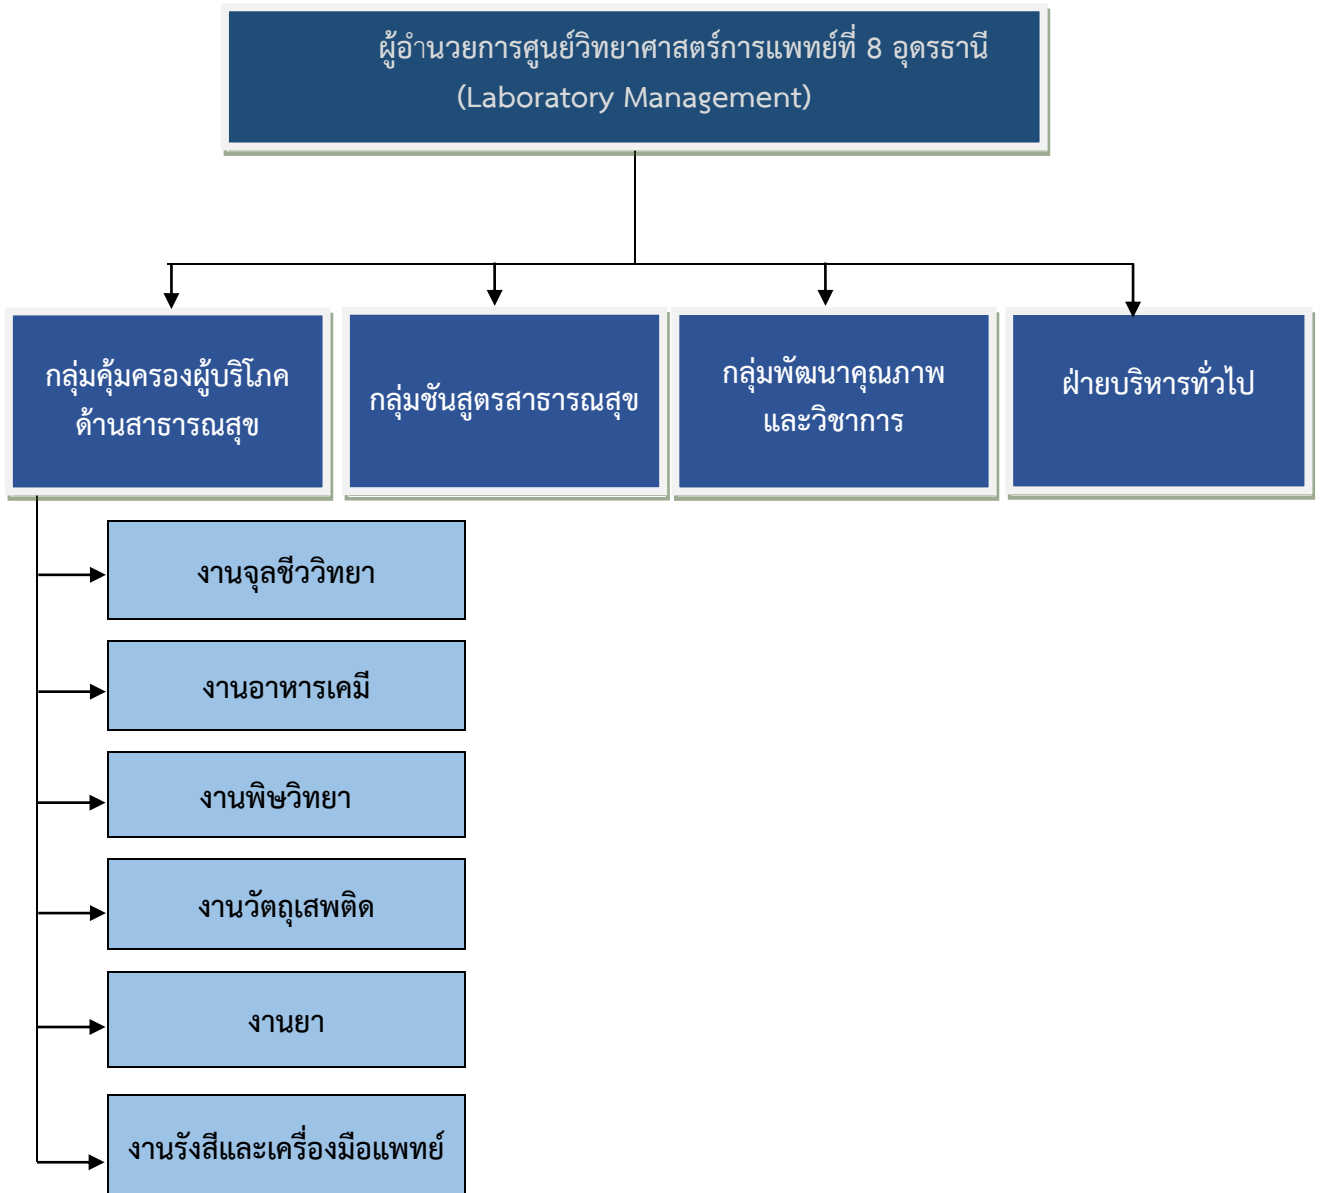 ผู้อำนวยการศูนย์วิทยาศาสตร์การแพทย์ที่ 8 อุดรธานี
(Laboratory Management)
กลุ่มคุ้มครองผู้บริโภค
ด้านสาธารณสุข
กลุ่มชันสูตรสาธารณสุข
กลุ่มพัฒนาคุณภาพ
และวิชาการ
ฝ่ายบริหารทั่วไป
งานจุลชีววิทยา
งานอาหารเคมี
งานพิษวิทยา
งานวัตถุเสพติด
งานยา
งานรังสีและเครื่องมือแพทย์